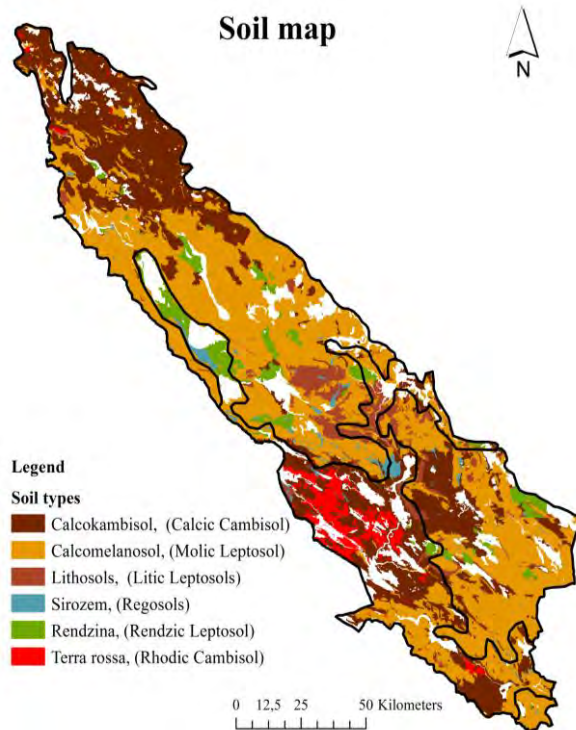 Soil map
N
Legend
Soil types
Calcokambisol, (Calcic Cambisol)
Calcomelanosol, (Molic Leptosol)
Lithosols, (Litic Leptosols)
Sirozem, (Regosols)
Rendzina, (Rendzic Leptosol)
Terra rossa, (Rhodic Cambisol)
0 12,5 25 50 Kilometers